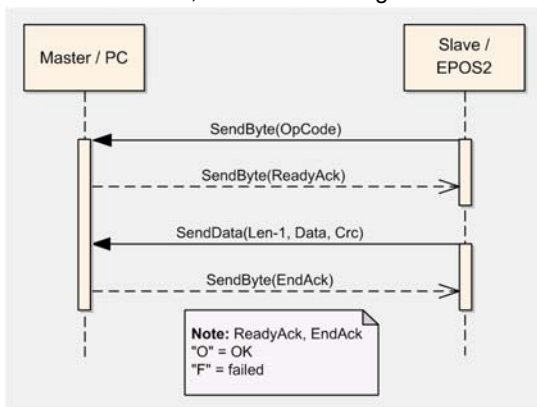 Master / PC
Slave /
EPOS2
SendByte(OpCode)
SendByte(ReadyAck)
SendData(Len-1, Data, Crc)
SendByte(EndAck)
Note: ReadyAck, EndAck
"O" = OK
"F" = failed